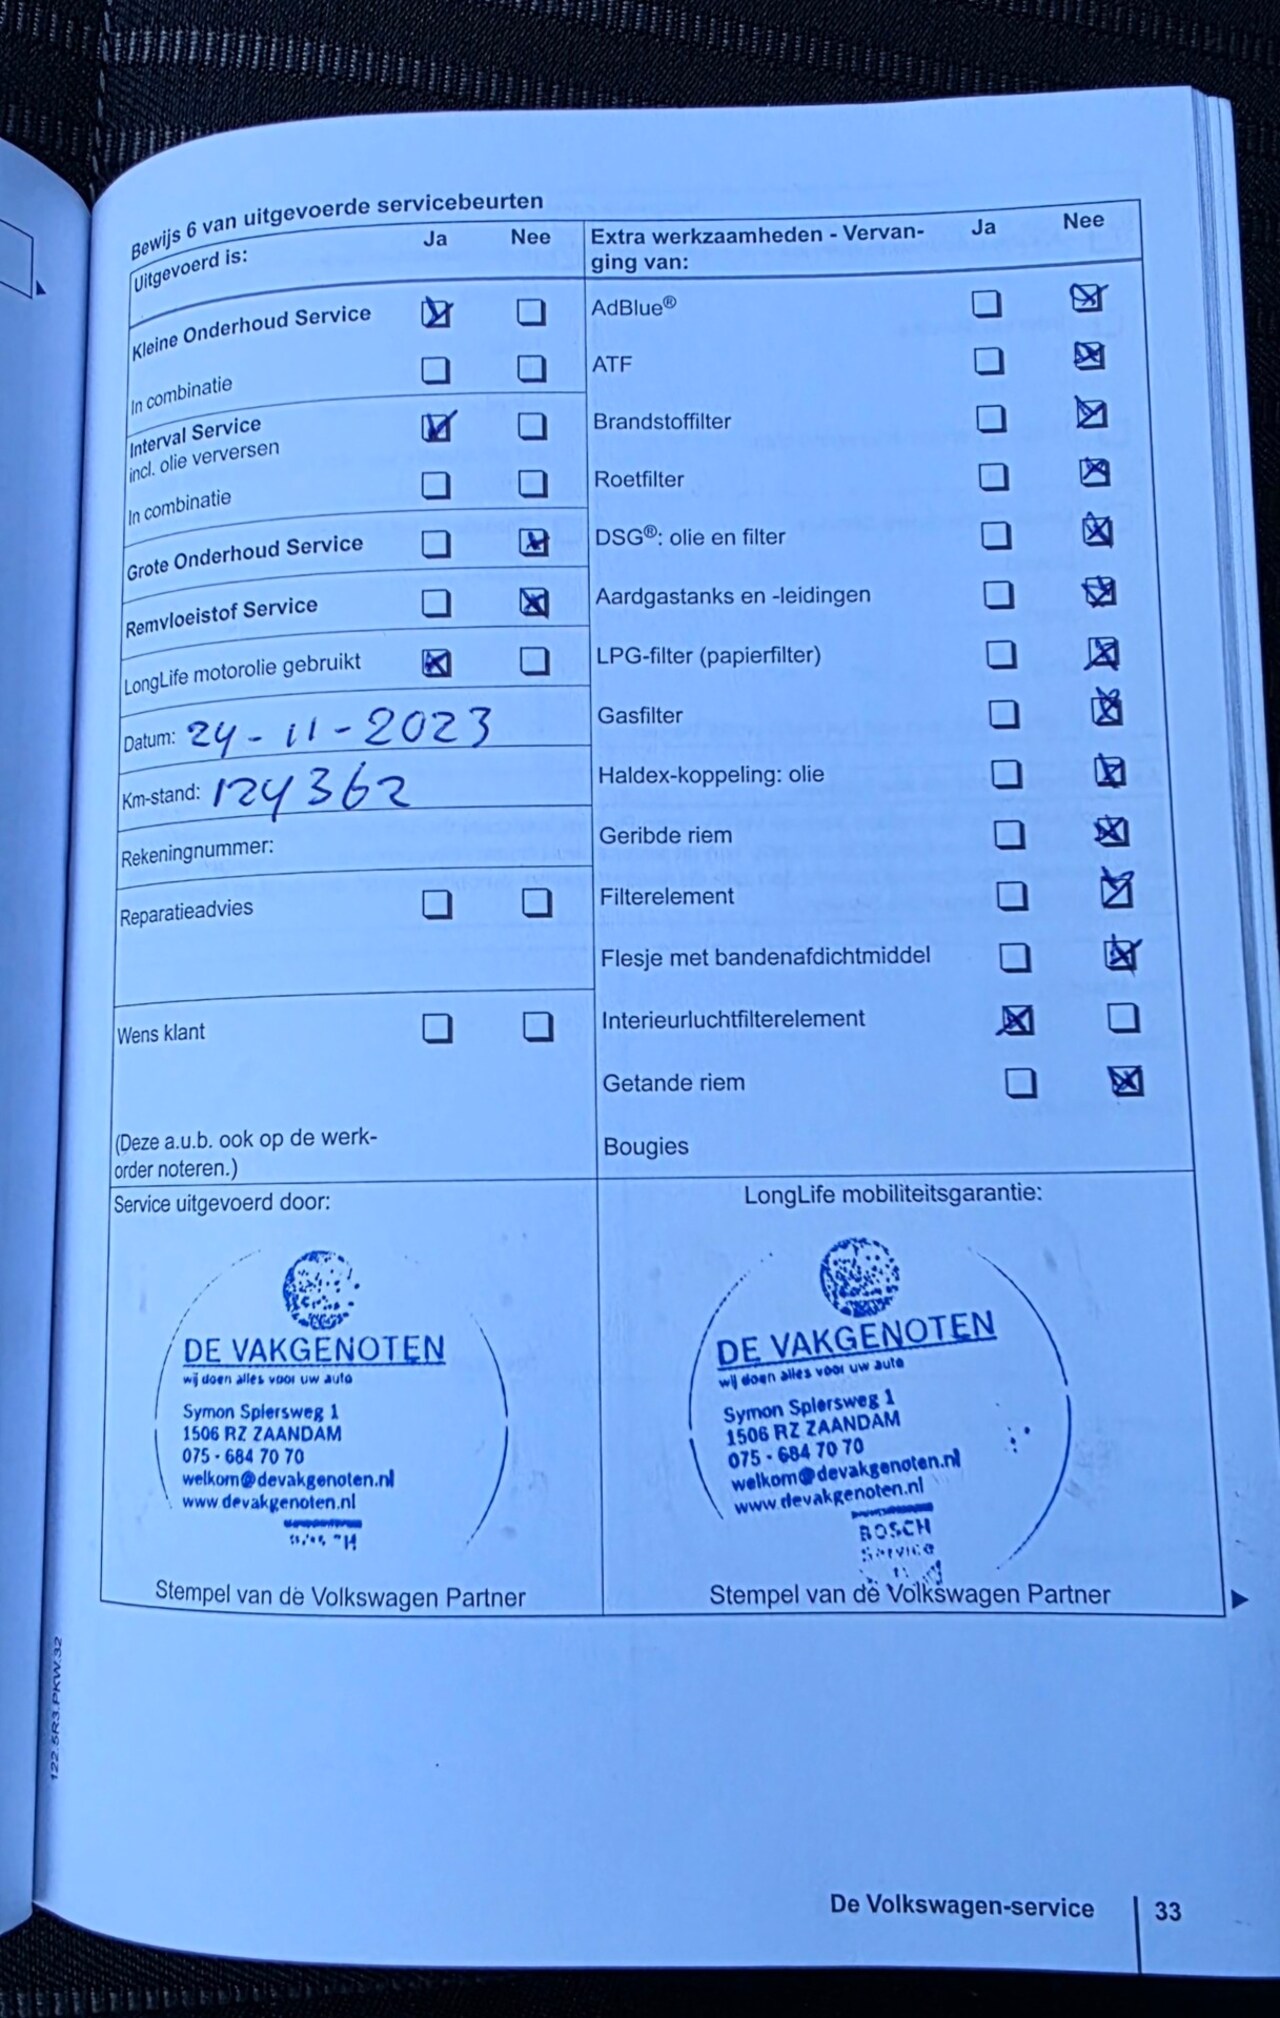 Bewijs 6 van uitgevoerde servicebeurten
Uitgevoerd is: Ja Nee
Kleine Onderhoud Service
In combinatie
Interval Service
incl. olie verversen
In combinatie
Grote Onderhoud Service
Remvloeistof Service
LongLife motorolie gebruikt
Datum: 24-11-2023
Km-stand: 124362
Rekeningnummer:
Reparatieadvies
Wens klant
(Deze a.u.b. ook op de werk-
order noteren.)
Extra werkzaamheden - Vervan- Ja Nee
ging van:
AdBlue®
ATF
Brandstoffilter
Roetfilter
DSG®: olie en filter
Aardgastanks en -leidingen
LPG-filter (papierfilter)
Gasfilter
Haldex-koppeling: olie
Geribde riem
Filterelement
Flesje met bandenafdichtmiddel
Interieurluchtfilterelement
Getande riem
Bougies
Service uitgevoerd door:
DE VAKGENOTEN
wij doen alles voor uw auto
Symon Spiersweg 1
1506 RZ ZAANDAM
075 - 684 70 70
welkom@devakgenoten.nl
www.devakgenoten.nl
Stempel van de Volkswagen Partner
LongLife mobiliteitsgarantie:
DE VAKGENOTEN
wij doen alles voor uw auto
Symon Spiersweg 1
1506 RZ ZAANDAM
075 - 684 70 70
welkom@devakgenoten.nl
www.devakgenoten.nl
BOSCH
Service
Stempel van de Volkswagen Partner
122.5R3.PKW.32
De Volkswagen-service 33